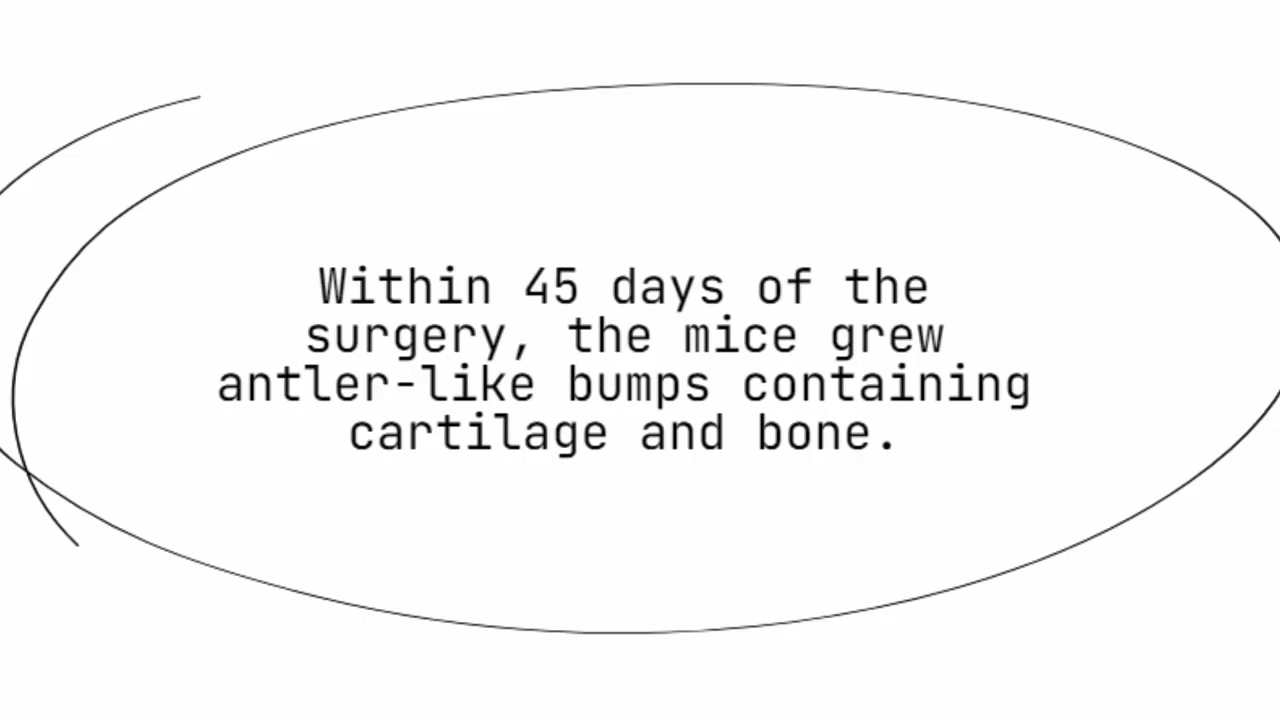 Within 45 days of the
surgery, the mice grew
antler-like bumps containing
cartilage and bone.